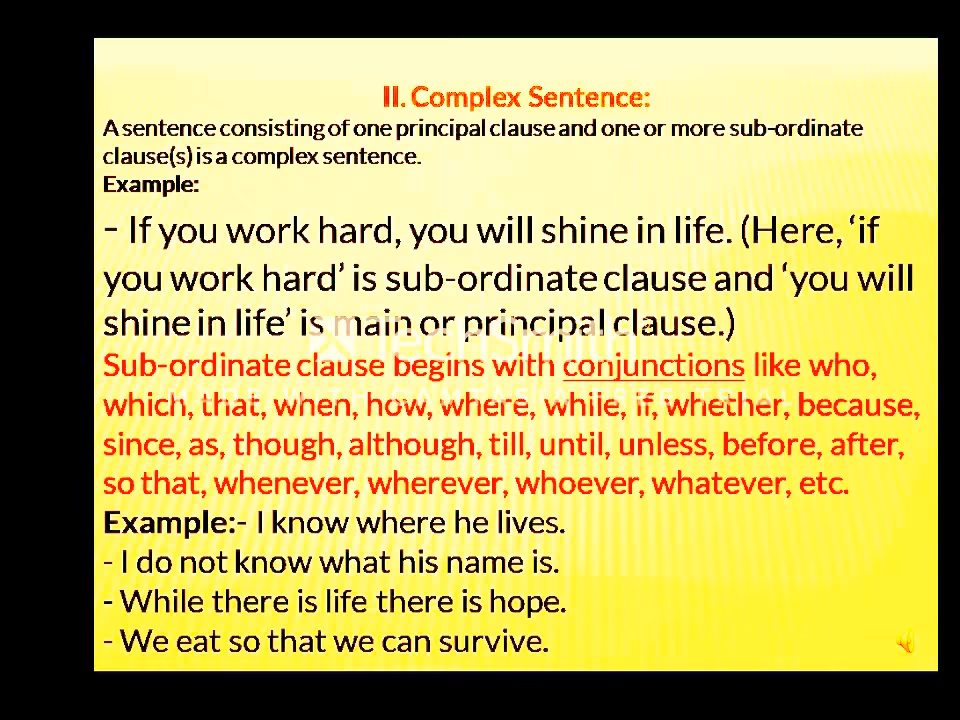 II. Complex Sentence:
A sentence consisting of one principal clause and one or more sub-ordinate
clause(s) is a complex sentence.
Example:
- If you work hard, you will shine in life. (Here, ‘if
you work hard’ is sub-ordinate clause and ‘you will
shine in life’ is main or principal clause.)
TechSmith
Sub-ordinate clause begins with conjunctions like who,
which, that, when, how, where, while, if, whether, because,
since, as, though, although, till, until, unless, before, after,
so that, whenever, wherever, whoever, whatever, etc.
Example:- I know where he lives.
- I do not know what his name is.
- While there is life there is hope.
- We eat so that we can survive.